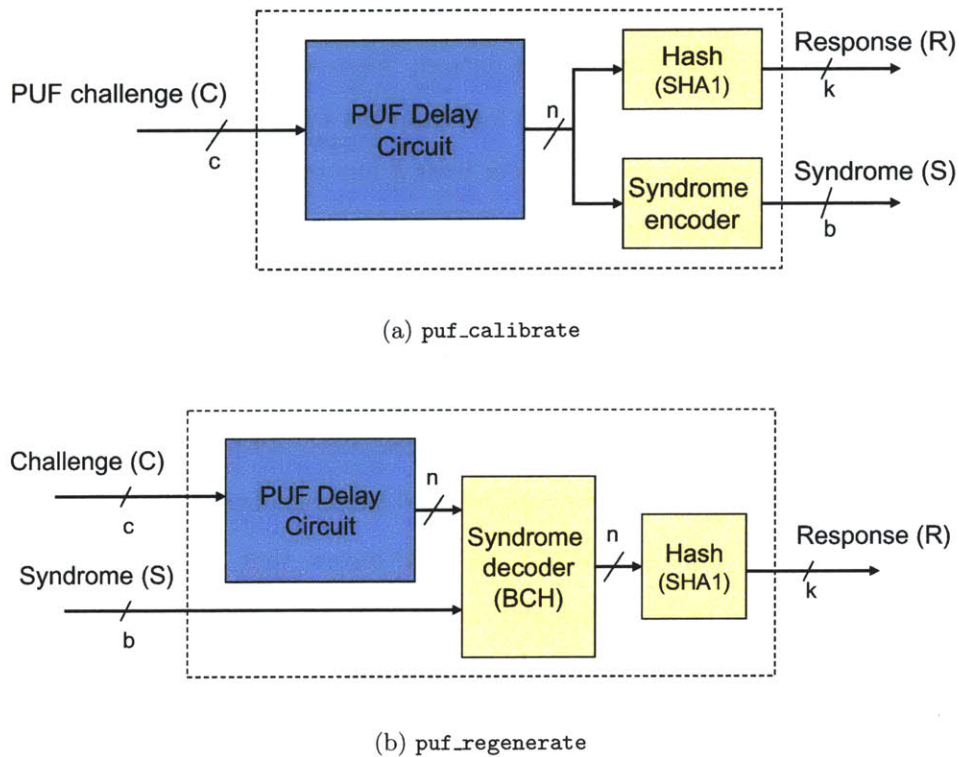 PUF challenge (C)
c
PUF Delay
Circuit
n
Hash
(SHA1)
Response (R)
k
Syndrome
encoder
Syndrome (S)
b
(a) puf_calibrate
Challenge (C)
c
PUF Delay
Circuit
n
Syndrome (S)
b
Syndrome
decoder
(BCH)
n
Hash
(SHA1)
Response (R)
k
(b) puf_regenerate